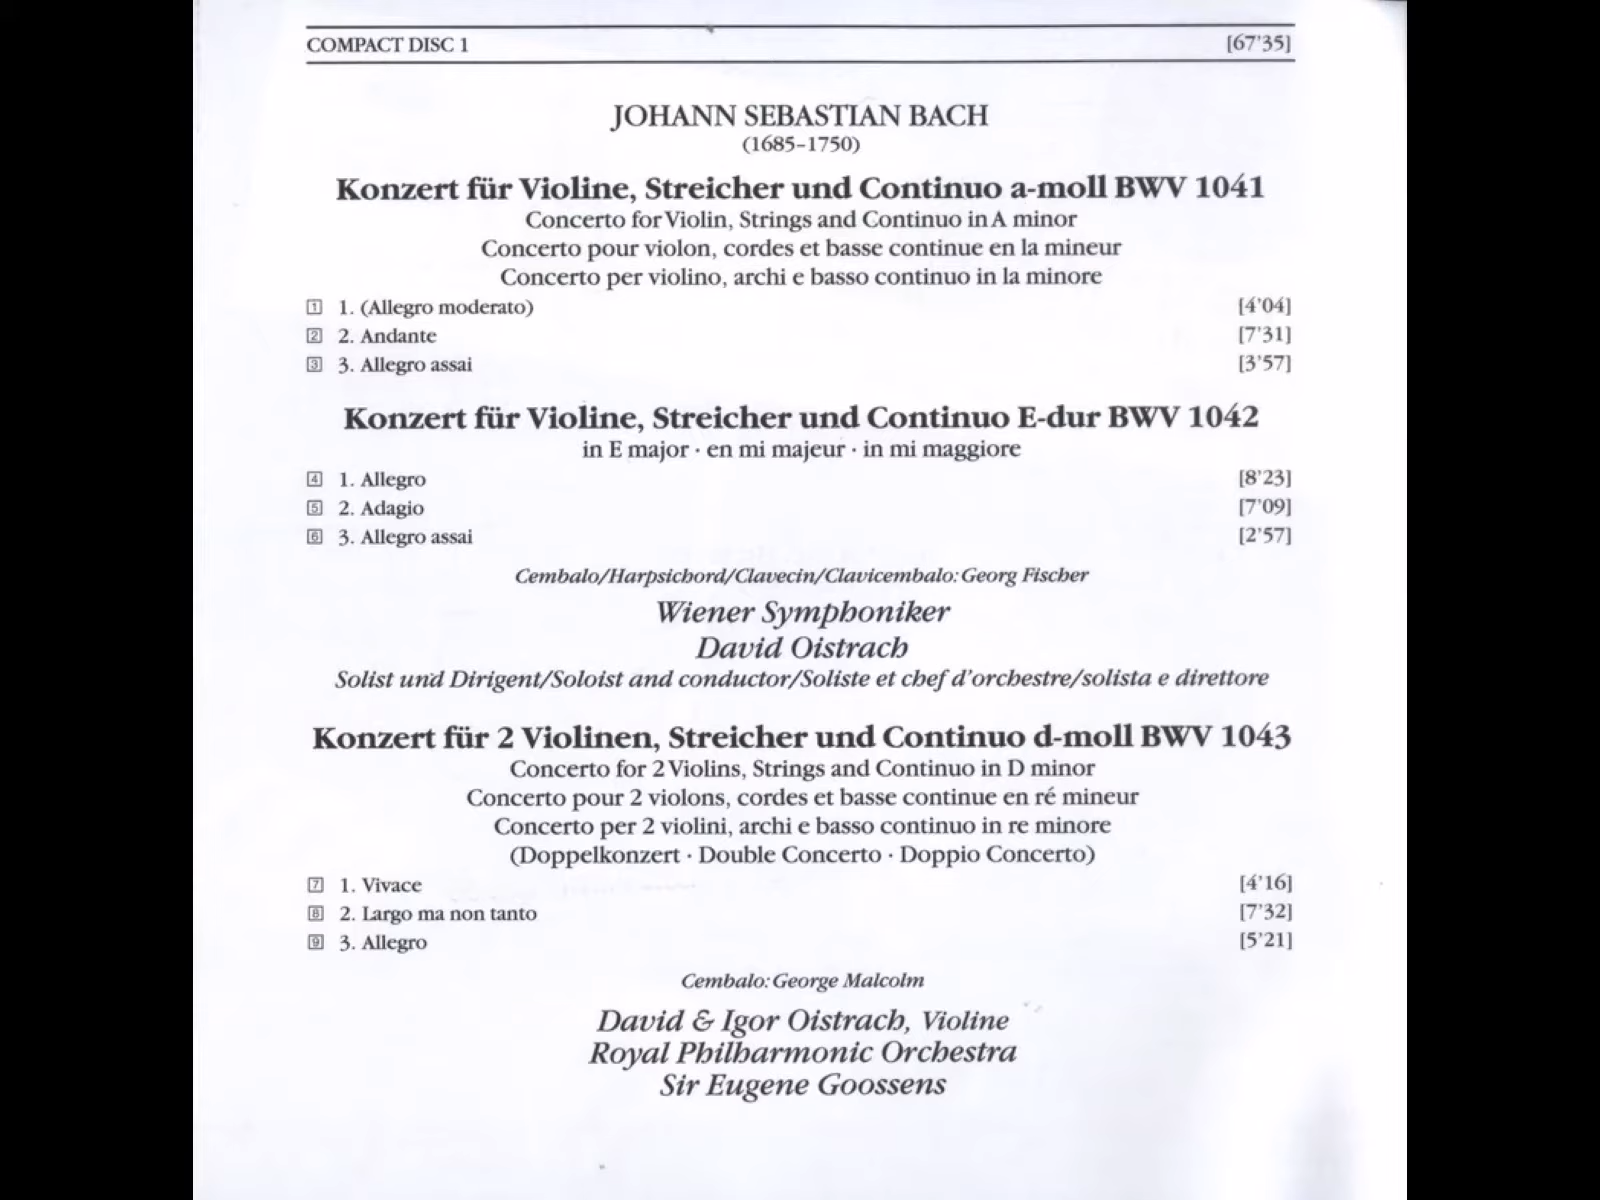 COMPACT DISC 1 [67'35]
JOHANN SEBASTIAN BACH
(1685–1750)
Konzert für Violine, Streicher und Continuo a-moll BWV 1041
Concerto for Violin, Strings and Continuo in A minor
Concerto pour violon, cordes et basse continue en la mineur
Concerto per violino, archi e basso continuo in la minore
1 1. (Allegro moderato) [4'04]
2 2. Andante [7'31]
3 3. Allegro assai [3'57]
Konzert für Violine, Streicher und Continuo E-dur BWV 1042
in E major · en mi majeur · in mi maggiore
4 1. Allegro [8'23]
5 2. Adagio [7'09]
6 3. Allegro assai [2'57]
Cembalo/Harpsichord/Clavecin/Clavicembalo: Georg Fischer
Wiener Symphoniker
David Oistrach
Solist und Dirigent/Soloist and conductor/Soliste et chef d'orchestre/solista e direttore
Konzert für 2 Violinen, Streicher und Continuo d-moll BWV 1043
Concerto for 2 Violins, Strings and Continuo in D minor
Concerto pour 2 violons, cordes et basse continue en ré mineur
Concerto per 2 violini, archi e basso continuo in re minore
(Doppelkonzert · Double Concerto · Doppio Concerto)
7 1. Vivace [4'16]
8 2. Largo ma non tanto [7'32]
9 3. Allegro [5'21]
Cembalo: George Malcolm
David & Igor Oistrach, Violine
Royal Philharmonic Orchestra
Sir Eugene Goossens